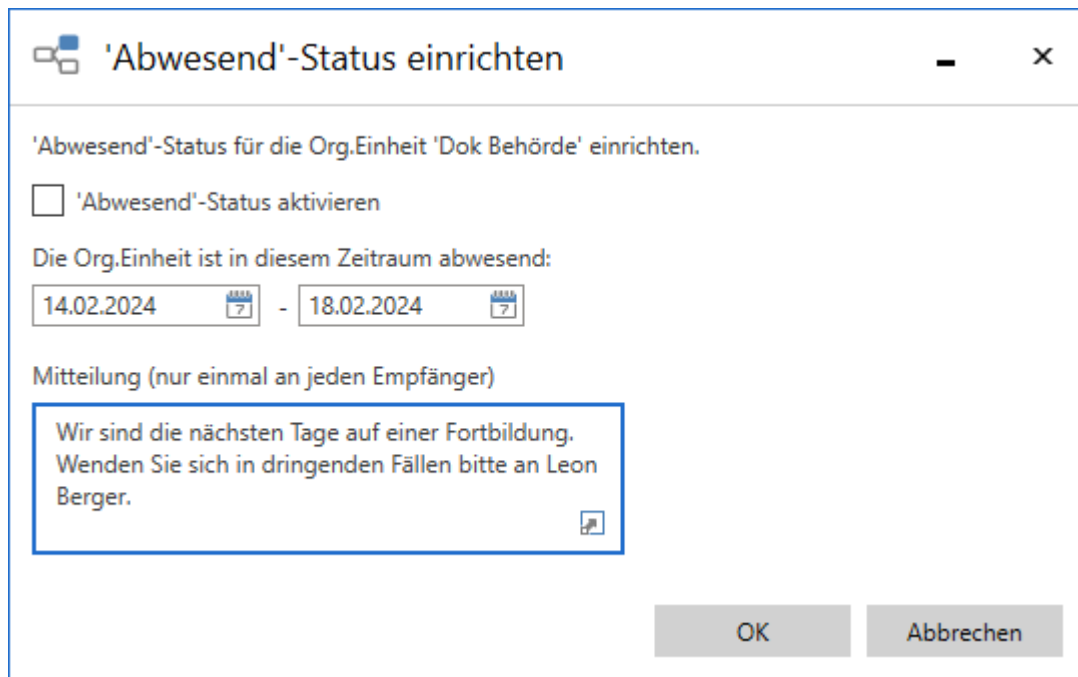 'Abwesend'-Status einrichten
'Abwesend'-Status für die Org.Einheit 'Dok Behörde' einrichten.
'Abwesend'-Status aktivieren
Die Org.Einheit ist in diesem Zeitraum abwesend:
14.02.2024 7 - 18.02.2024 7
Mitteilung (nur einmal an jeden Empfänger)
Wir sind die nächsten Tage auf einer Fortbildung.
Wenden Sie sich in dringenden Fällen bitte an Leon
Berger.
OK Abbrechen